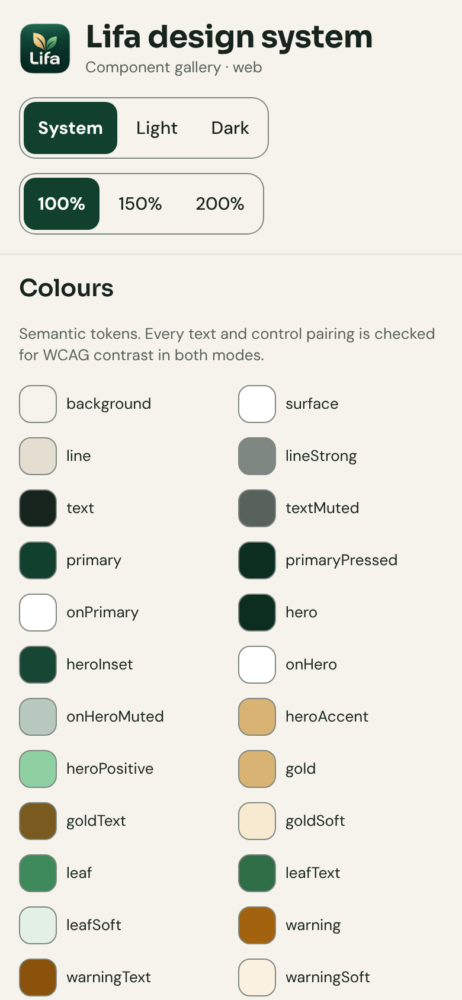 Lifa
Lifa design system
Component gallery · web
System Light Dark
100% 150% 200%
Colours
Semantic tokens. Every text and control pairing is checked
for WCAG contrast in both modes.
background surface
line lineStrong
text textMuted
primary primaryPressed
onPrimary hero
heroInset onHero
onHeroMuted heroAccent
heroPositive gold
goldText goldSoft
leaf leafText
leafSoft warning
warningText warningSoft